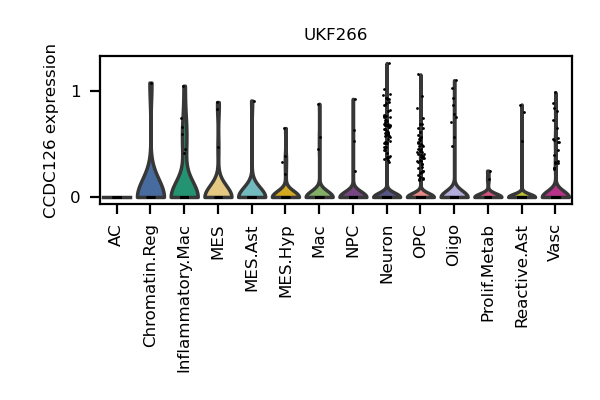 UKF266
CCDC126 expression
1
0
AC
Chromatin.Reg
Inflammatory.Mac
MES
MES.Ast
MES.Hyp
Mac
NPC
Neuron
OPC
Oligo
Prolif.Metab
Reactive.Ast
Vasc